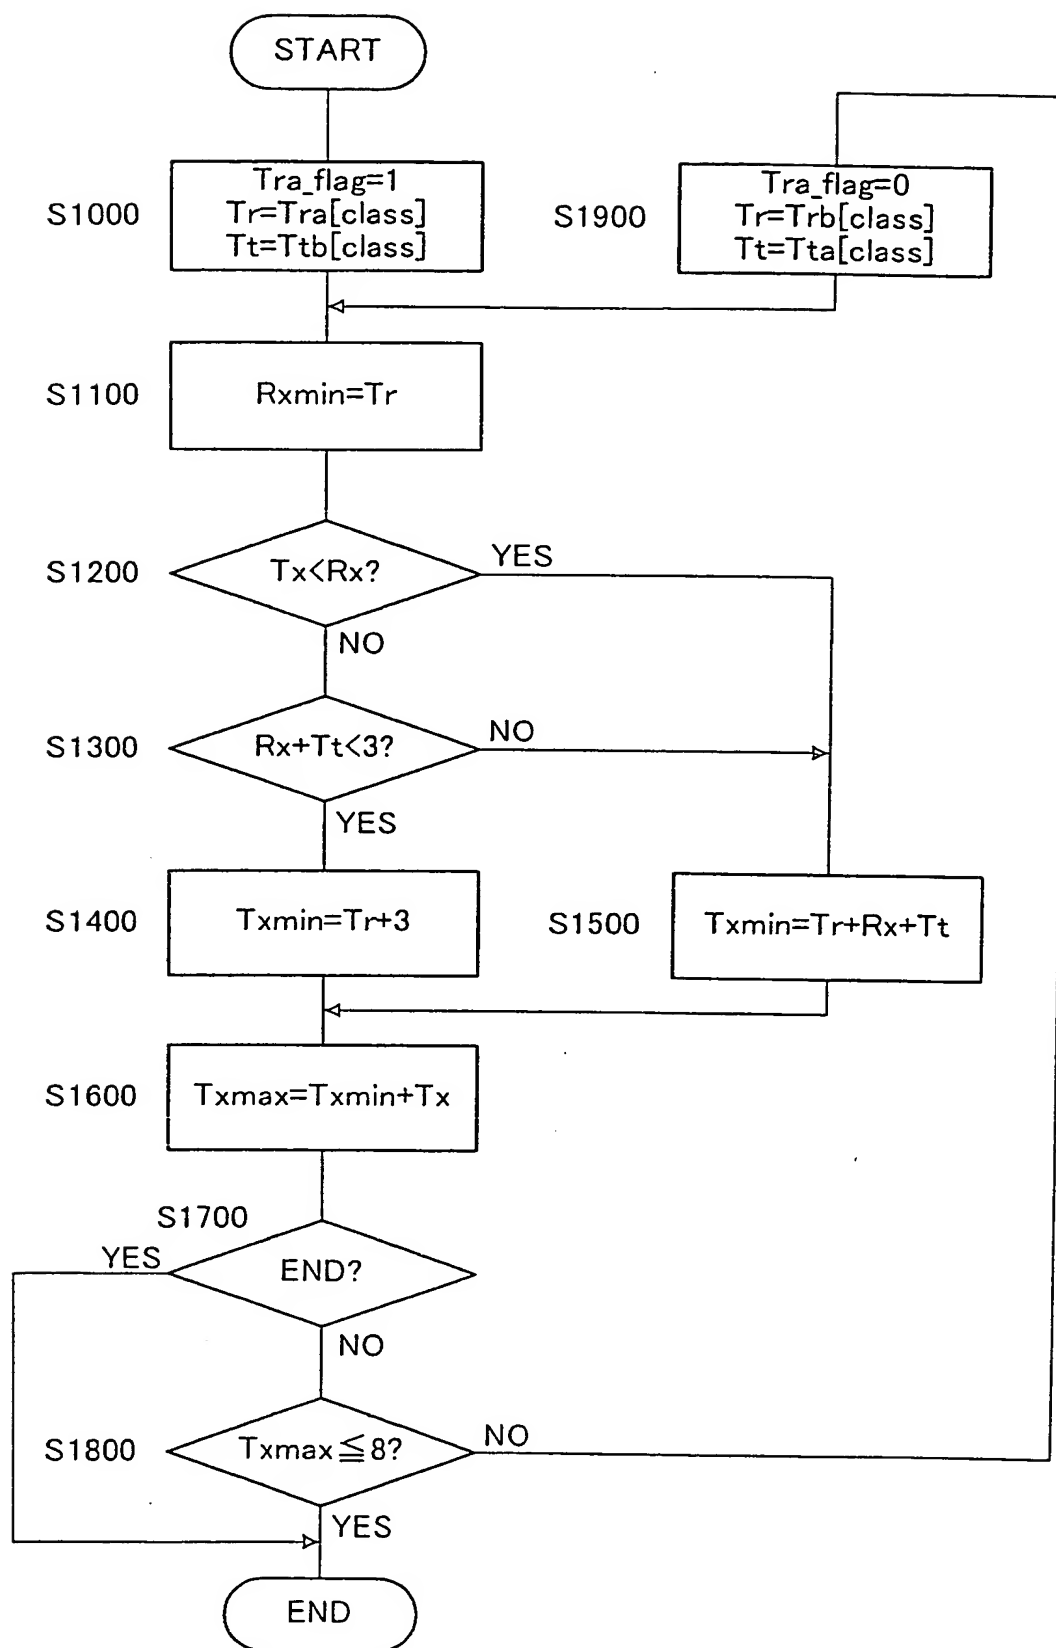 START
S1000
Tra_flag=1
Tr=Tra[class]
Tt=Ttb[class]
S1900
Tra_flag=0
Tr=Trb[class]
Tt=Tta[class]
S1100
Rxmin=Tr
S1200
Tx<Rx?
YES
NO
S1300
Rx+Tt<3?
NO
YES
S1400
Txmin=Tr+3
S1500
Txmin=Tr+Rx+Tt
S1600
Txmax=Txmin+Tx
S1700
YES
END?
NO
S1800
Txmax≦8?
NO
YES
END